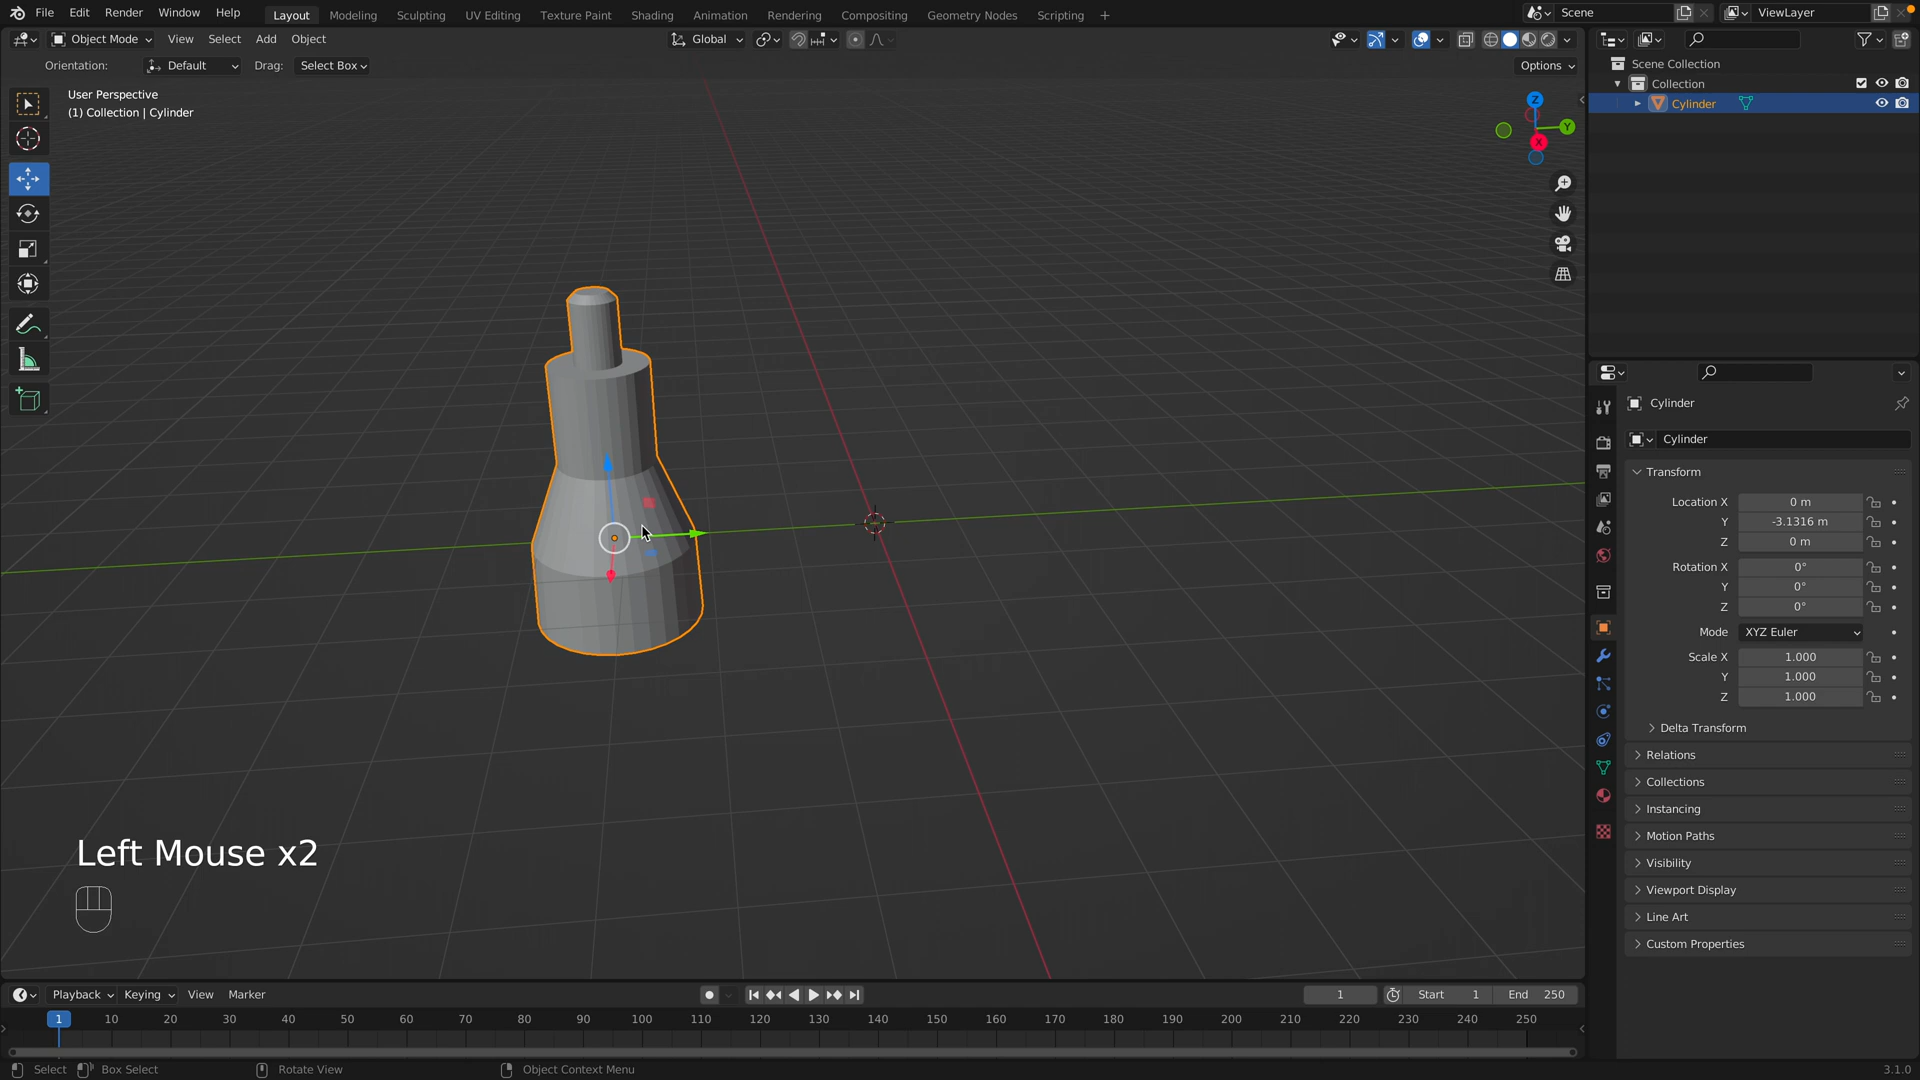 File Edit Render Window Help Layout Modeling Sculpting UV Editing Texture Paint Shading Animation Rendering Compositing Geometry Nodes Scripting + Scene ViewLayer
Object Mode View Select Add Object Global
Orientation: Default Drag: Select Box Options
User Perspective
(1) Collection | Cylinder
Z
Y
X
Left Mouse x2
Scene Collection
Collection
Cylinder
Cylinder
Cylinder
Transform
Location X 0 m
Y -3.1316 m
Z 0 m
Rotation X 0°
Y 0°
Z 0°
Mode XYZ Euler
Scale X 1.000
Y 1.000
Z 1.000
Delta Transform
Relations
Collections
Instancing
Motion Paths
Visibility
Viewport Display
Line Art
Custom Properties
Playback Keying View Marker 1 Start 1 End 250
1 10 20 30 40 50 60 70 80 90 100 110 120 130 140 150 160 170 180 190 200 210 220 230 240 250
Select Box Select Rotate View Object Context Menu 3.1.0